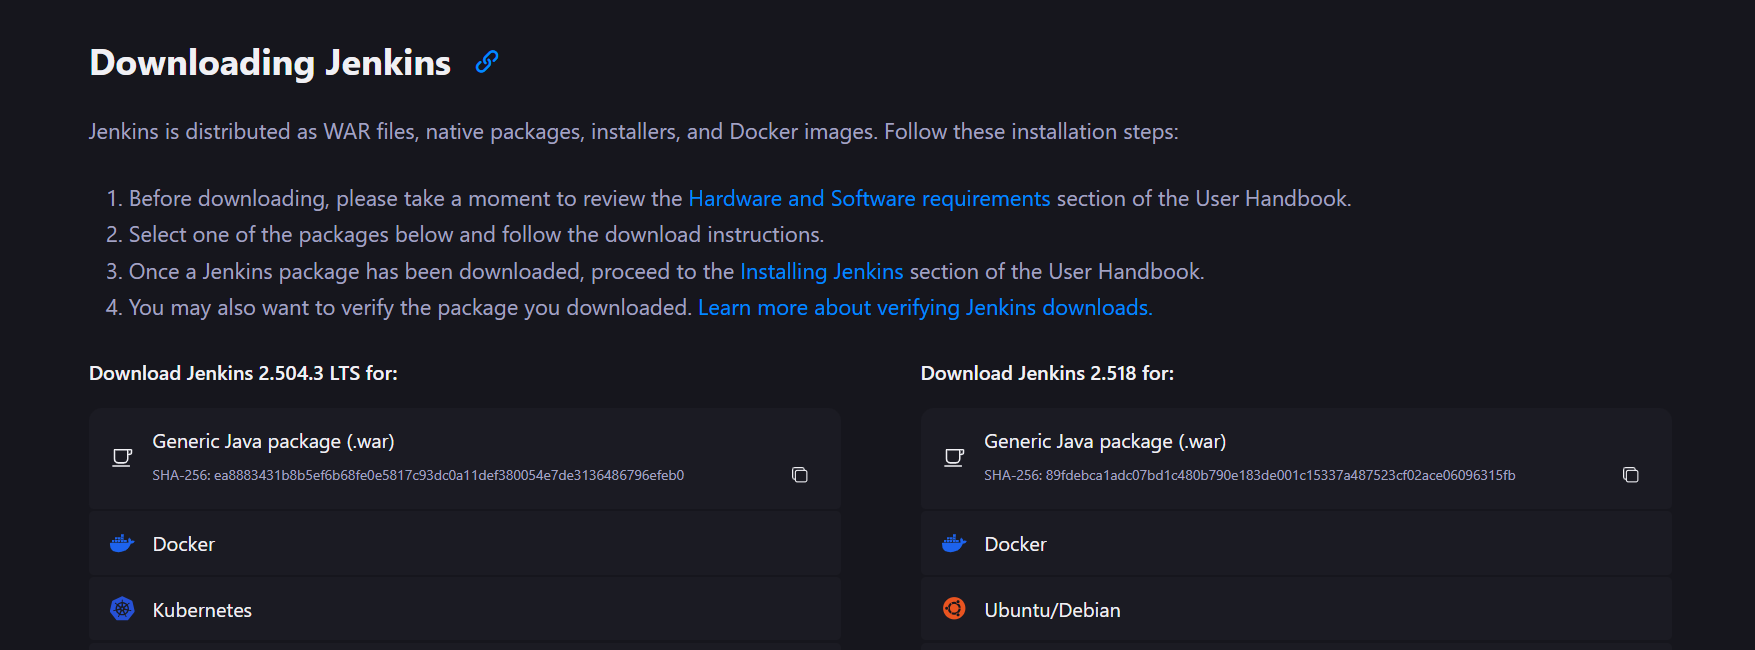 Downloading Jenkins
Jenkins is distributed as WAR files, native packages, installers, and Docker images. Follow these installation steps:
1. Before downloading, please take a moment to review the Hardware and Software requirements section of the User Handbook.
2. Select one of the packages below and follow the download instructions.
3. Once a Jenkins package has been downloaded, proceed to the Installing Jenkins section of the User Handbook.
4. You may also want to verify the package you downloaded. Learn more about verifying Jenkins downloads.
Download Jenkins 2.504.3 LTS for:
Generic Java package (.war)
SHA-256: ea8883431b8b5ef6b68fe0e5817c93dc0a11def380054e7de3136486796efeb0
Docker
Kubernetes
Download Jenkins 2.518 for:
Generic Java package (.war)
SHA-256: 89fdebca1adc07bd1c480b790e183de001c15337a487523cf02ace06096315fb
Docker
Ubuntu/Debian